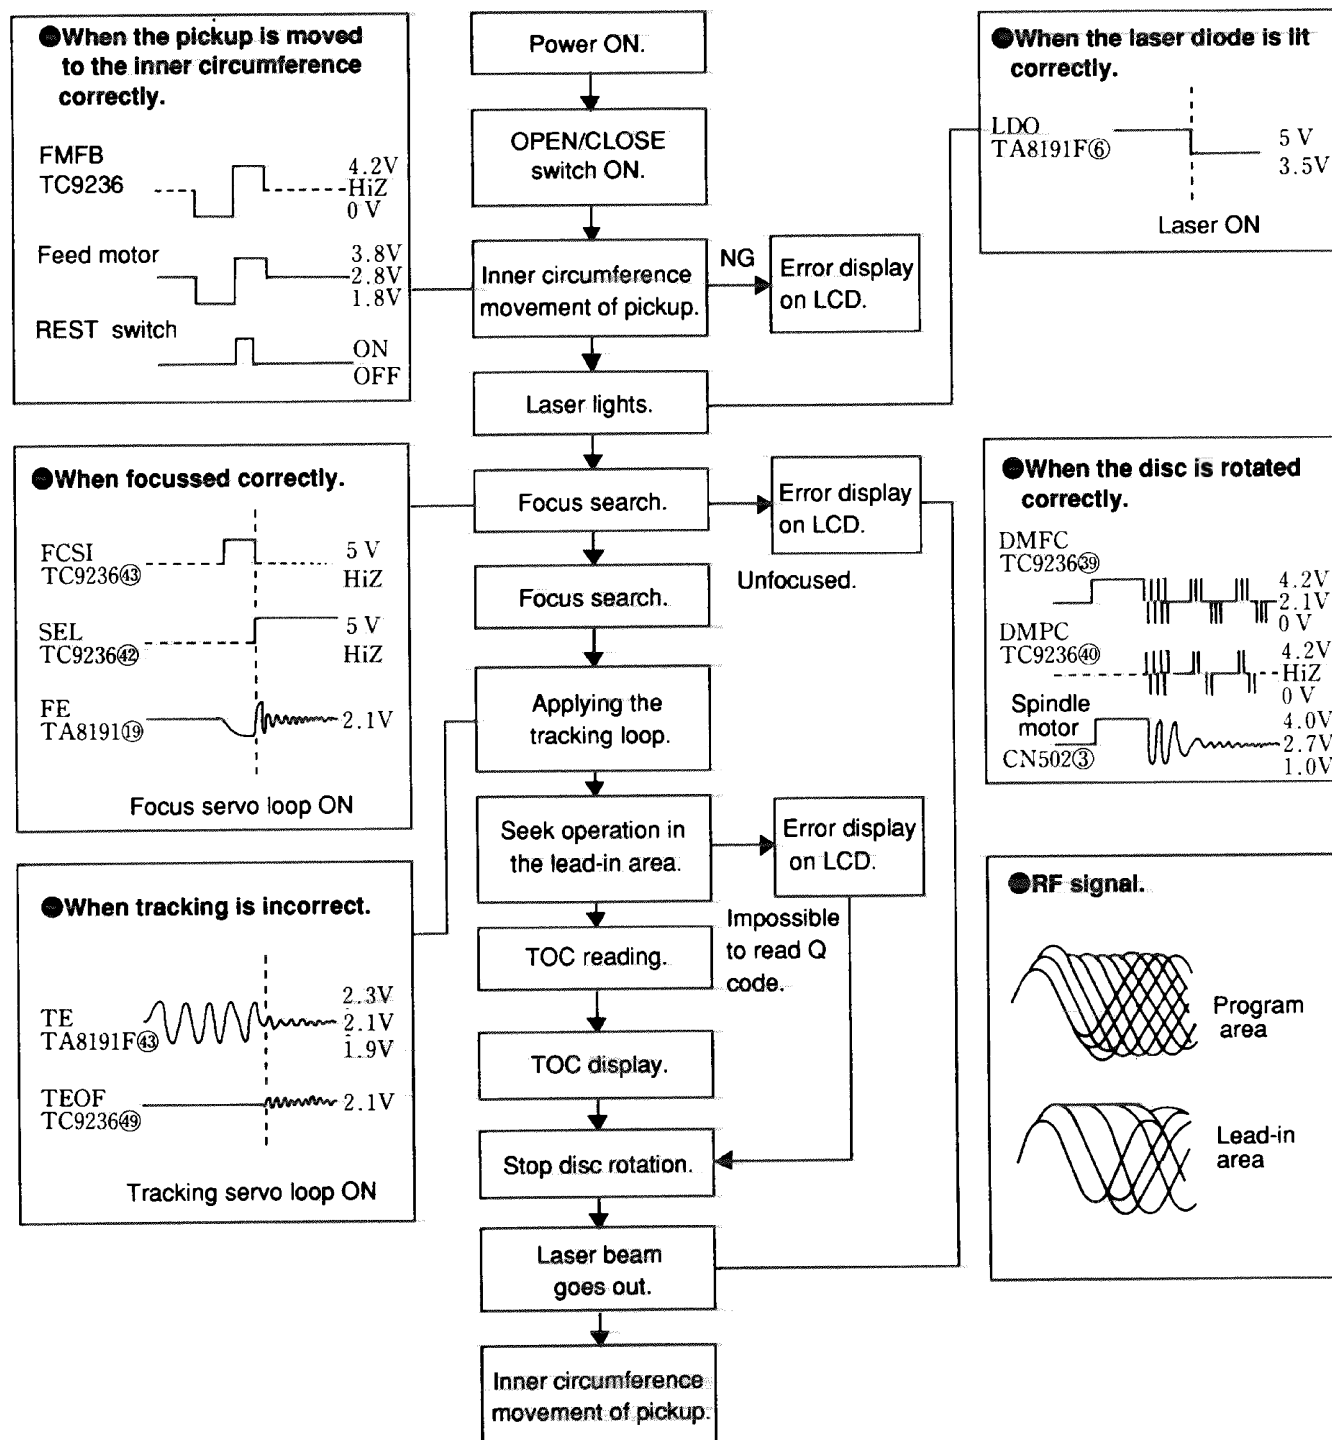 ●When the pickup is moved
to the inner circumference
correctly.
FMFB
TC9236
4.2V
HiZ
0 V
Feed motor
3.8V
2.8V
1.8V
REST switch
ON
OFF
●When focussed correctly.
FCSI
TC9236㊸
5 V
HiZ
SEL
TC9236㊷
5 V
HiZ
FE
TA8191⑲
2.1V
Focus servo loop ON
●When tracking is incorrect.
TE
TA8191F㊸
2.3V
2.1V
1.9V
TEOF
TC9236㊾
2.1V
Tracking servo loop ON
Power ON.
OPEN/CLOSE
switch ON.
Inner circumference
movement of pickup.
NG
Error display
on LCD.
Laser lights.
Focus search.
Error display
on LCD.
Unfocused.
Focus search.
Applying the
tracking loop.
Seek operation in
the lead-in area.
Error display
on LCD.
Impossible
to read Q
code.
TOC reading.
TOC display.
Stop disc rotation.
Laser beam
goes out.
Inner circumference
movement of pickup.
●When the laser diode is lit
correctly.
LDO
TA8191F⑥
5 V
3.5V
Laser ON
●When the disc is rotated
correctly.
DMFC
TC9236㊴
4.2V
2.1V
0 V
DMPC
TC9236㊵
4.2V
HiZ
0 V
Spindle
motor
CN502③
4.0V
2.7V
1.0V
●RF signal.
Program
area
Lead-in
area